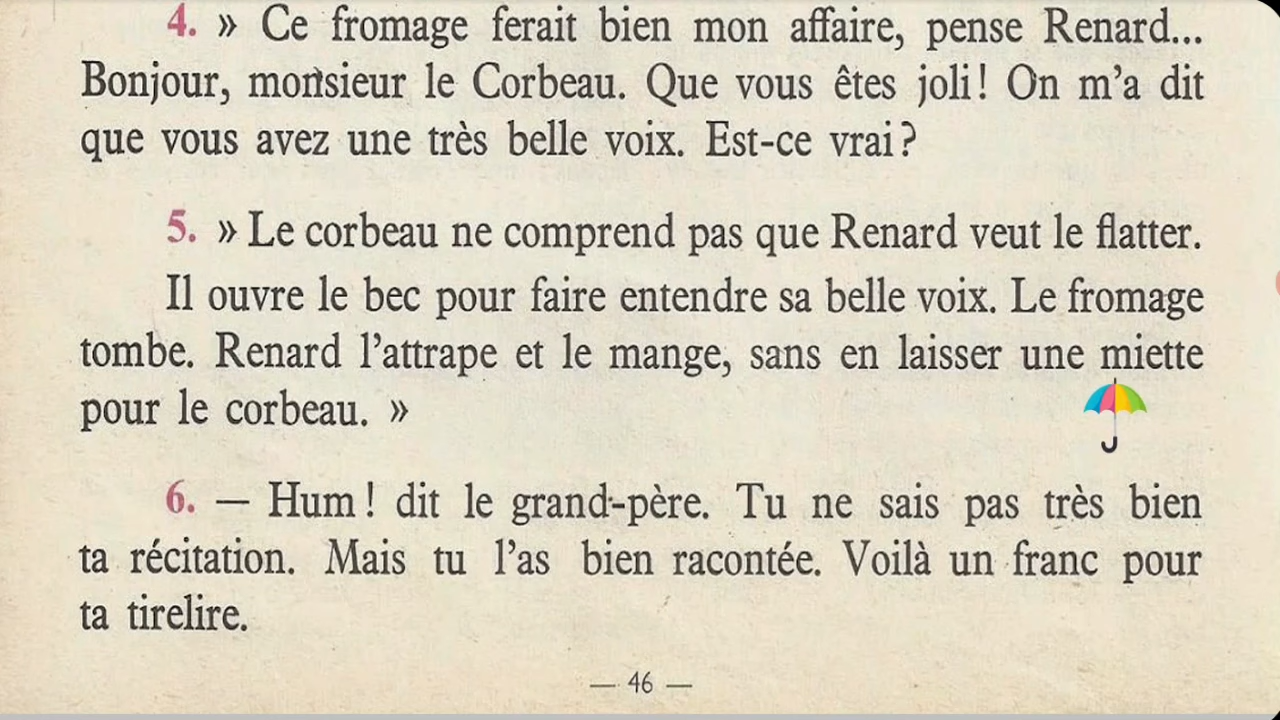 4. » Ce fromage ferait bien mon affaire, pense Renard...
Bonjour, monsieur le Corbeau. Que vous êtes joli! On m'a dit
que vous avez une très belle voix. Est-ce vrai?
5. » Le corbeau ne comprend pas que Renard veut le flatter.
Il ouvre le bec pour faire entendre sa belle voix. Le fromage
tombe. Renard l'attrape et le mange, sans en laisser une miette
pour le corbeau. »
6. — Hum! dit le grand-père. Tu ne sais pas très bien
ta récitation. Mais tu l'as bien racontée. Voilà un franc pour
ta tirelire.
— 46 —